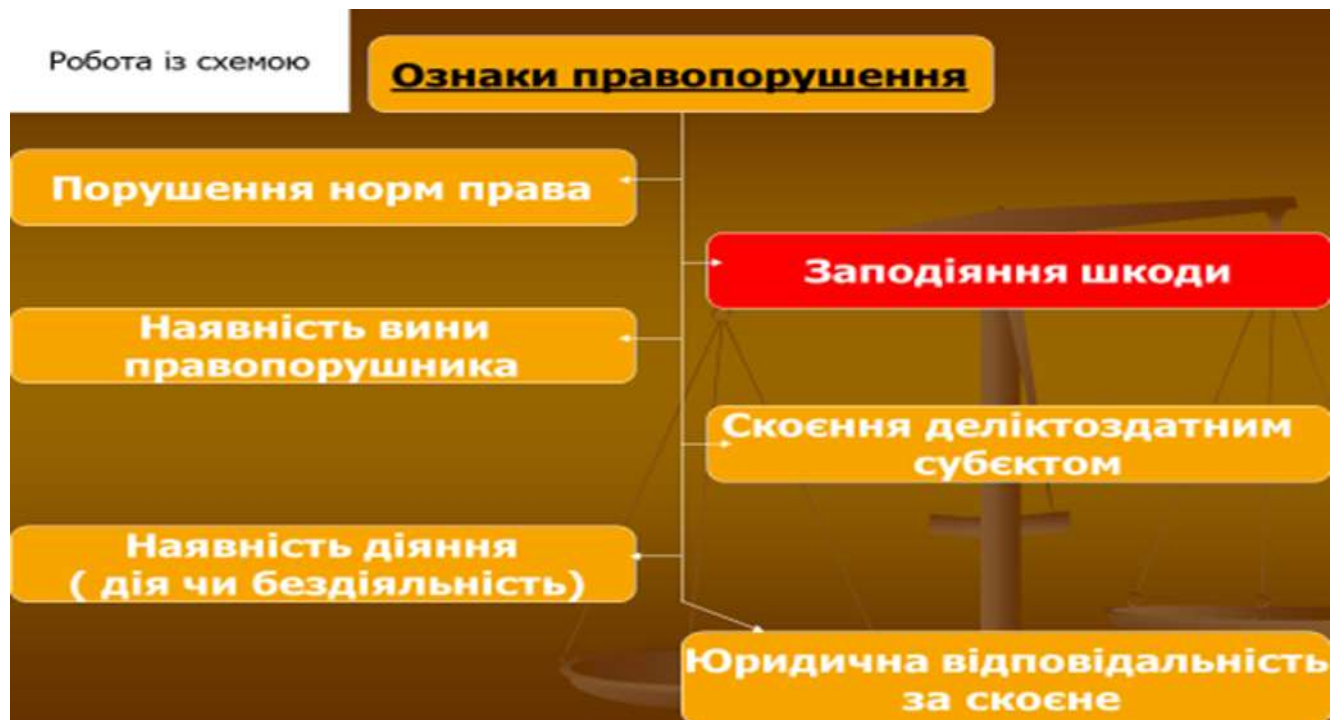 Робота із схемою
Ознаки правопорушення
Порушення норм права
Заподіяння шкоди
Наявність вини
правопорушника
Скоєння деліктоздатним
субєктом
Наявність діяння
( дія чи бездіяльність)
Юридична відповідальність
за скоєне